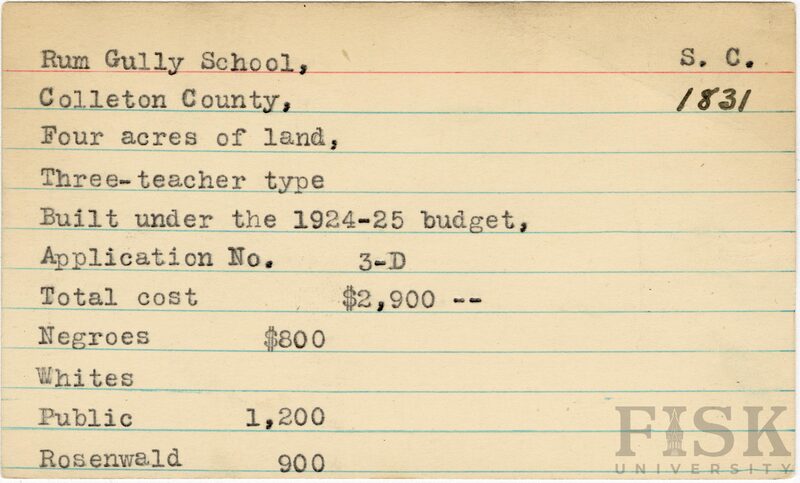 Rum Gully School, S. C.
Colleton County, 1831
Four acres of land,
Three-teacher type
Built under the 1924-25 budget,
Application No. 3-D
Total cost $2,900 --
Negroes $800
Whites
Public 1,200
Rosenwald 900
FISK
UNIVERSITY